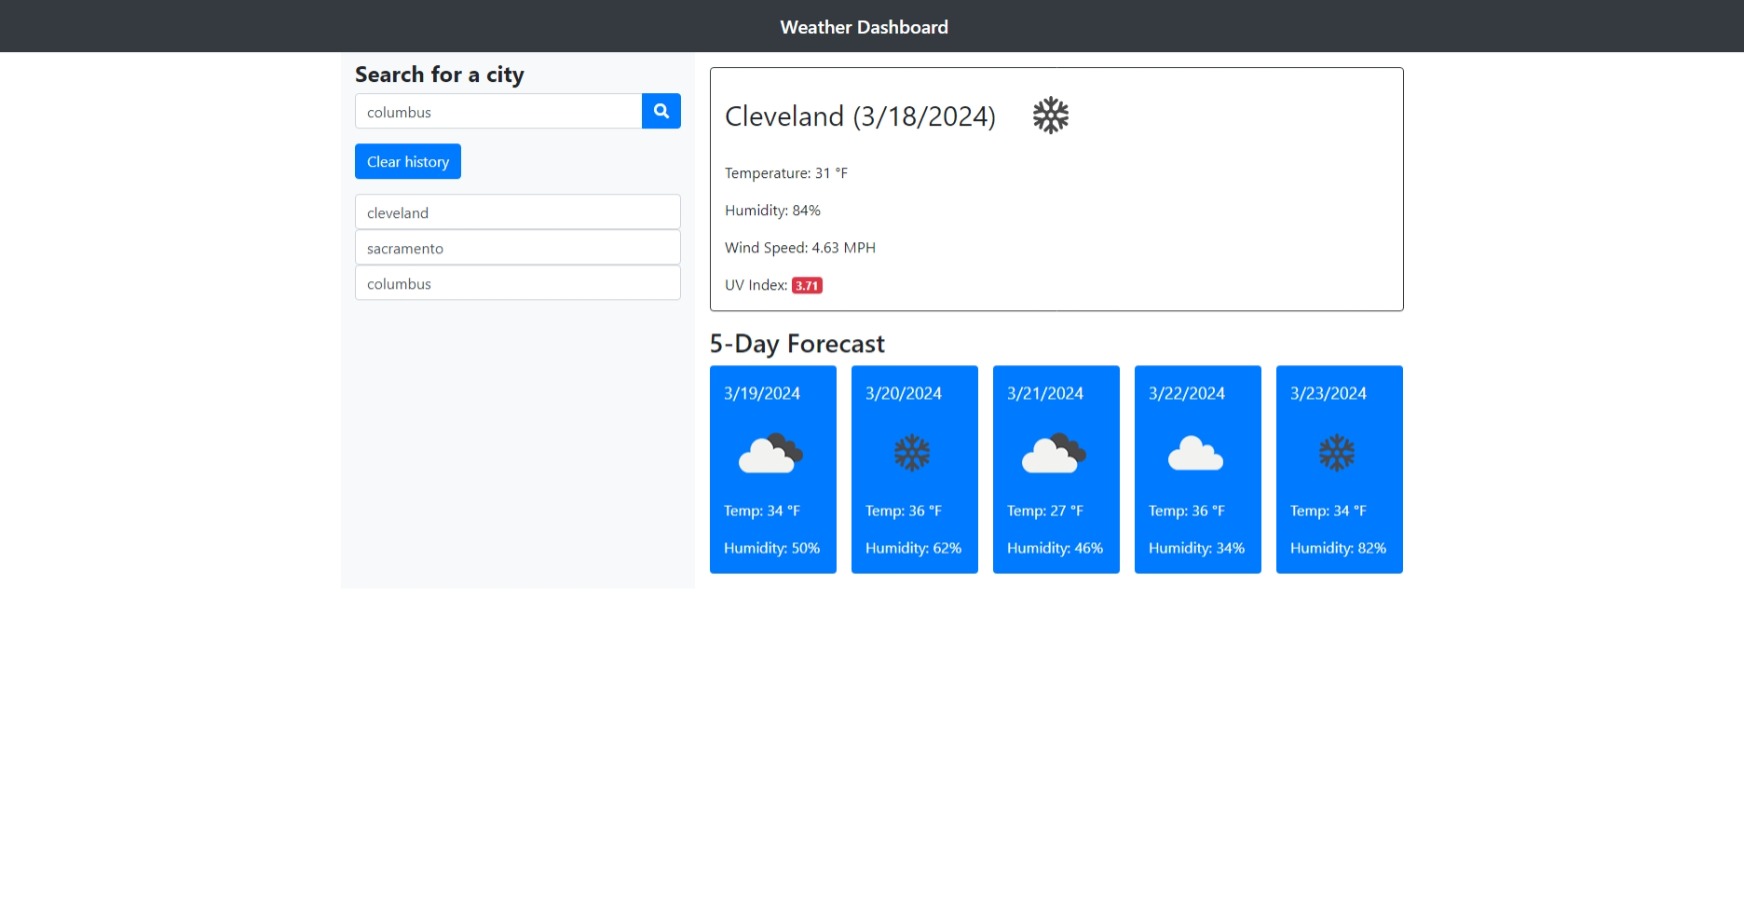 Weather Dashboard
Search for a city
columbus
Clear history
cleveland
sacramento
columbus
Cleveland (3/18/2024)
Temperature: 31 °F
Humidity: 84%
Wind Speed: 4.63 MPH
UV Index: 3.71
5-Day Forecast
3/19/2024
Temp: 34 °F
Humidity: 50%
3/20/2024
Temp: 36 °F
Humidity: 62%
3/21/2024
Temp: 27 °F
Humidity: 46%
3/22/2024
Temp: 36 °F
Humidity: 34%
3/23/2024
Temp: 34 °F
Humidity: 82%